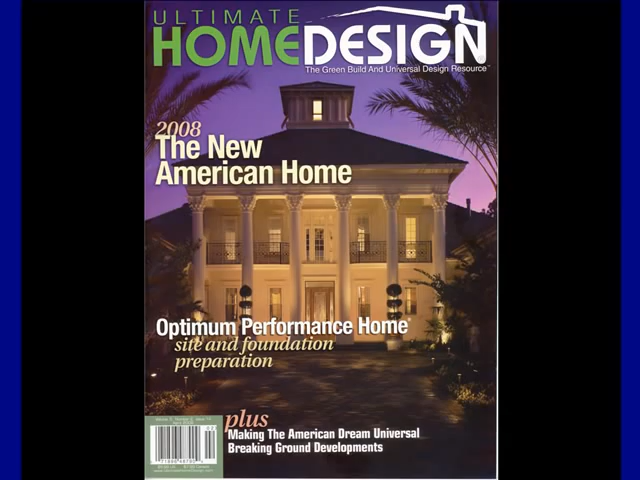 ULTIMATE
HOMEDESIGN
The Green Build And Universal Design Resource™
2008
The New
American Home
Optimum Performance Home®
site and foundation
preparation
plus
Making The American Dream Universal
Breaking Ground Developments